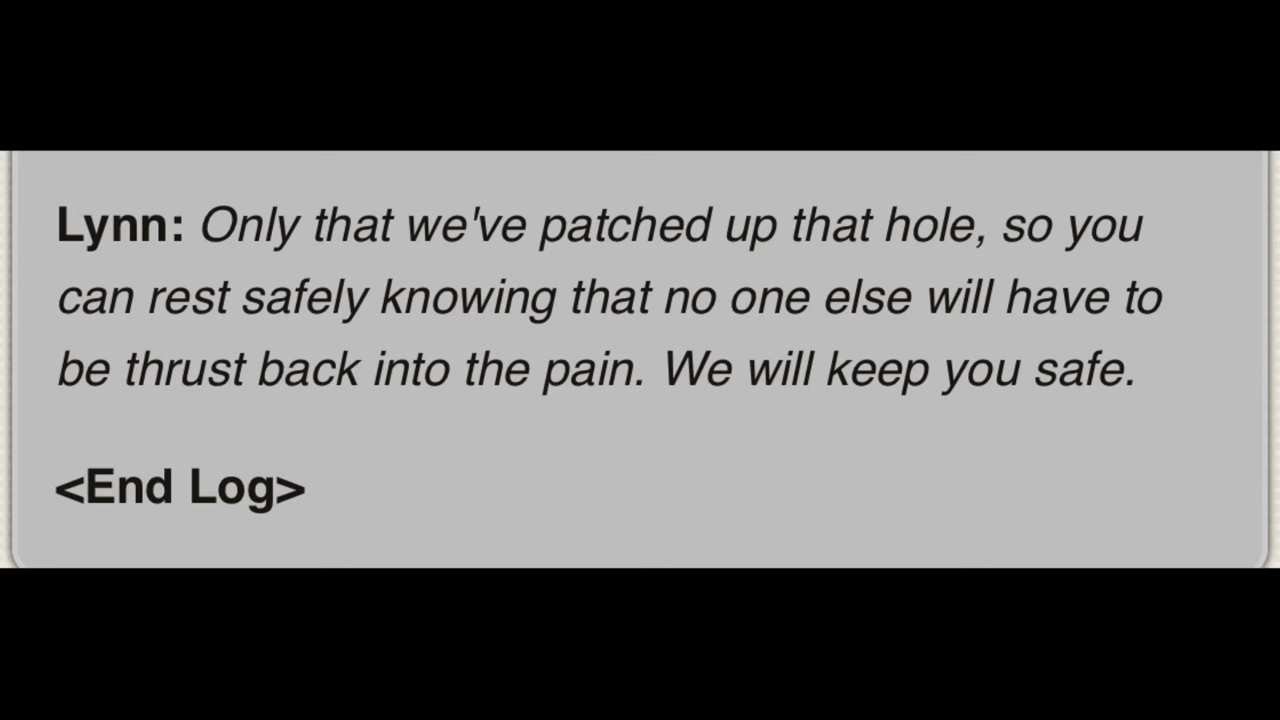 Lynn: Only that we've patched up that hole, so you
can rest safely knowing that no one else will have to
be thrust back into the pain. We will keep you safe.
<End Log>